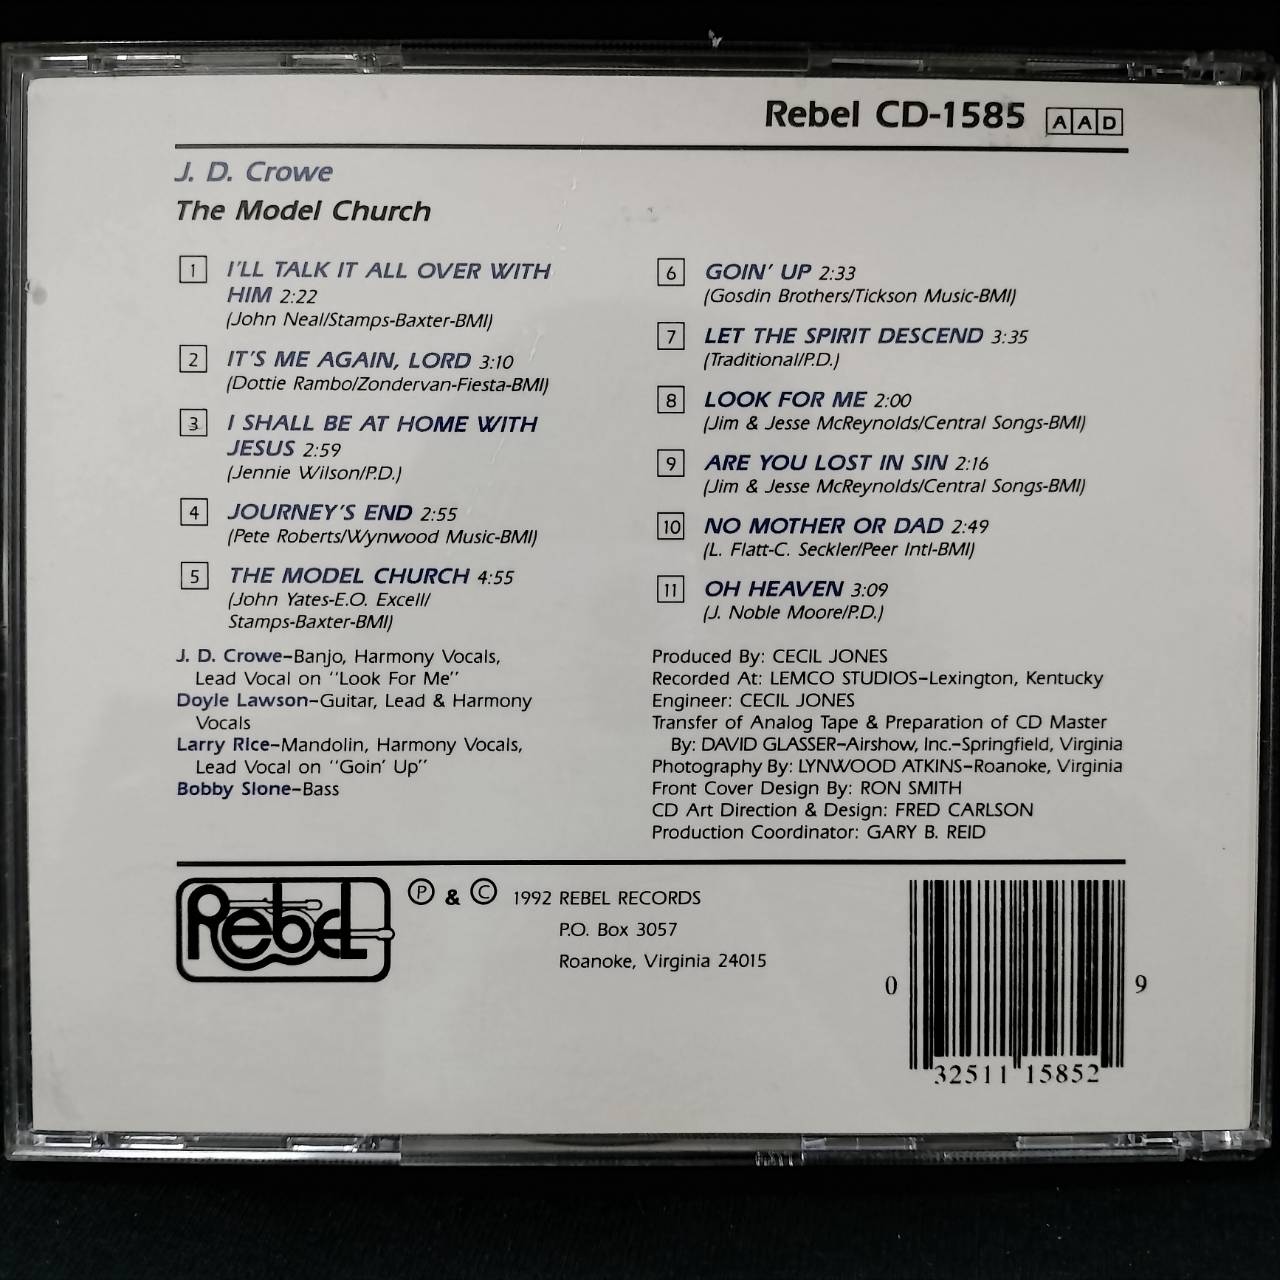 Rebel CD-1585 AAD
J. D. Crowe
The Model Church
1 I'LL TALK IT ALL OVER WITH
HIM 2:22
(John Neal/Stamps-Baxter-BMI)
2 IT'S ME AGAIN, LORD 3:10
(Dottie Rambo/Zondervan-Fiesta-BMI)
3 I SHALL BE AT HOME WITH
JESUS 2:59
(Jennie Wilson/P.D.)
4 JOURNEY'S END 2:55
(Pete Roberts/Wynwood Music-BMI)
5 THE MODEL CHURCH 4:55
(John Yates-E.O. Excell/
Stamps-Baxter-BMI)
6 GOIN' UP 2:33
(Gosdin Brothers/Tickson Music-BMI)
7 LET THE SPIRIT DESCEND 3:35
(Traditional/P.D.)
8 LOOK FOR ME 2:00
(Jim & Jesse McReynolds/Central Songs-BMI)
9 ARE YOU LOST IN SIN 2:16
(Jim & Jesse McReynolds/Central Songs-BMI)
10 NO MOTHER OR DAD 2:49
(L. Flatt-C. Seckler/Peer Intl-BMI)
11 OH HEAVEN 3:09
(J. Noble Moore/P.D.)
J. D. Crowe–Banjo, Harmony Vocals,
Lead Vocal on "Look For Me"
Doyle Lawson–Guitar, Lead & Harmony
Vocals
Larry Rice–Mandolin, Harmony Vocals,
Lead Vocal on "Goin' Up"
Bobby Slone–Bass
Produced By: CECIL JONES
Recorded At: LEMCO STUDIOS–Lexington, Kentucky
Engineer: CECIL JONES
Transfer of Analog Tape & Preparation of CD Master
By: DAVID GLASSER–Airshow, Inc.–Springfield, Virginia
Photography By: LYNWOOD ATKINS–Roanoke, Virginia
Front Cover Design By: RON SMITH
CD Art Direction & Design: FRED CARLSON
Production Coordinator: GARY B. REID
Rebel
℗ & © 1992 REBEL RECORDS
P.O. Box 3057
Roanoke, Virginia 24015
0 32511 15852 9